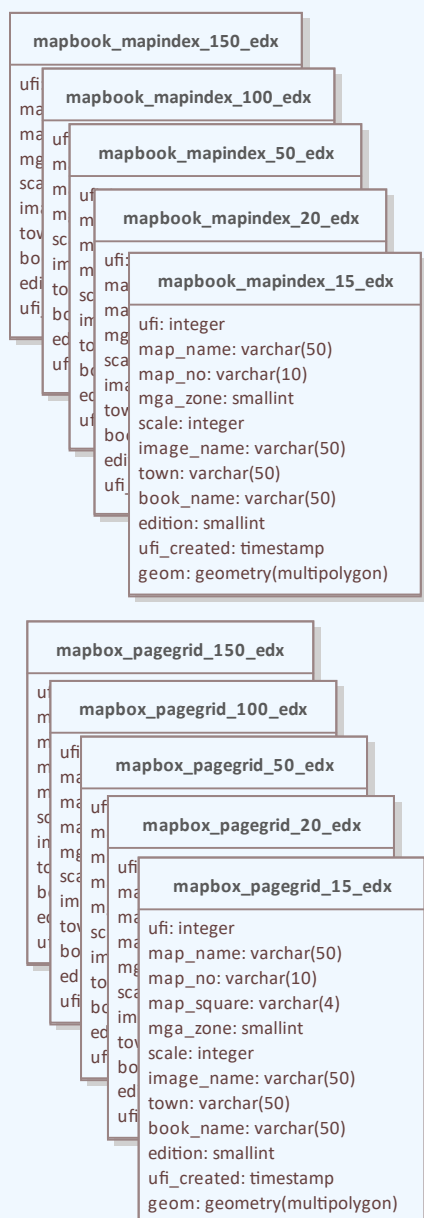 mapbook_mapindex_150_edx
mapbook_mapindex_100_edx
mapbook_mapindex_50_edx
mapbook_mapindex_20_edx
mapbook_mapindex_15_edx
ufi: integer
map_name: varchar(50)
map_no: varchar(10)
mga_zone: smallint
scale: integer
image_name: varchar(50)
town: varchar(50)
book_name: varchar(50)
edition: smallint
ufi_created: timestamp
geom: geometry(multipolygon)
mapbox_pagegrid_150_edx
mapbox_pagegrid_100_edx
mapbox_pagegrid_50_edx
mapbox_pagegrid_20_edx
mapbox_pagegrid_15_edx
ufi: integer
map_name: varchar(50)
map_no: varchar(10)
map_square: varchar(4)
mga_zone: smallint
scale: integer
image_name: varchar(50)
town: varchar(50)
book_name: varchar(50)
edition: smallint
ufi_created: timestamp
geom: geometry(multipolygon)